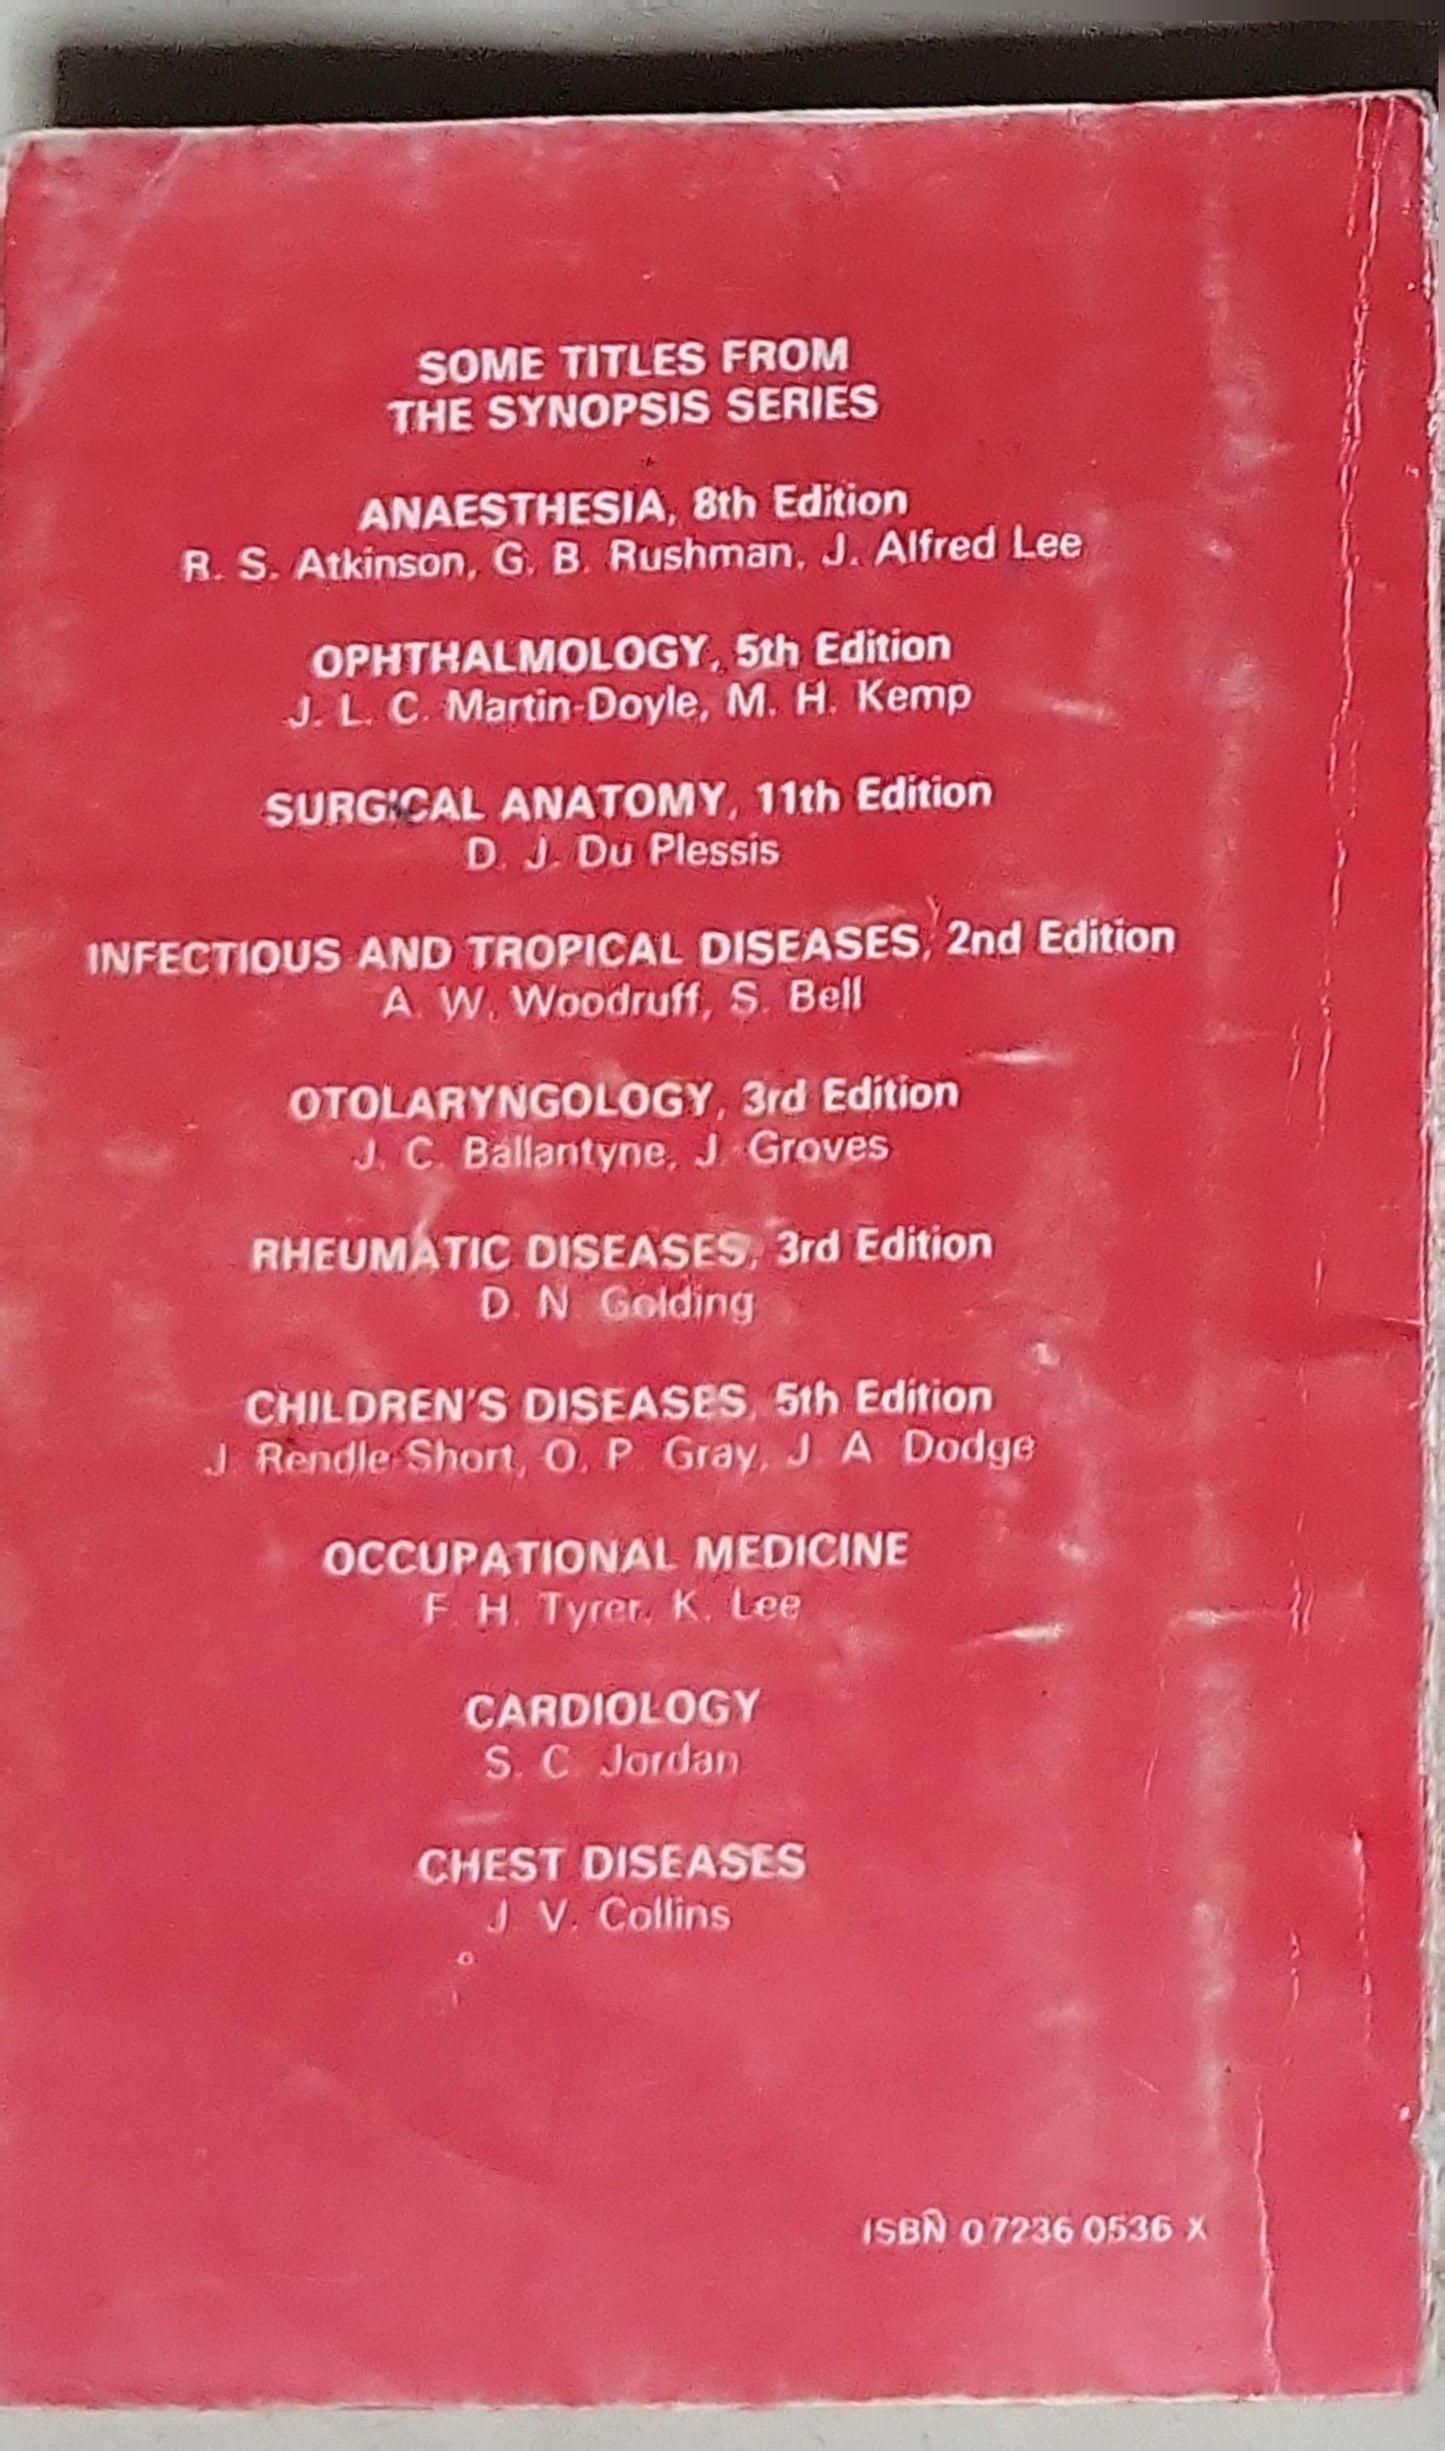 SOME TITLES FROM
THE SYNOPSIS SERIES
ANAESTHESIA, 8th Edition
R. S. Atkinson, G. B. Rushman, J. Alfred Lee
OPHTHALMOLOGY, 5th Edition
J. L. C. Martin-Doyle, M. H. Kemp
SURGICAL ANATOMY, 11th Edition
D. J. Du Plessis
INFECTIOUS AND TROPICAL DISEASES, 2nd Edition
A. W. Woodruff, S. Bell
OTOLARYNGOLOGY, 3rd Edition
J. C. Ballantyne, J. Groves
RHEUMATIC DISEASES, 3rd Edition
D. N. Golding
CHILDREN'S DISEASES, 5th Edition
J. Rendle-Short, O. P. Gray, J. A. Dodge
OCCUPATIONAL MEDICINE
F. H. Tyrer, K. Lee
CARDIOLOGY
S. C. Jordan
CHEST DISEASES
J. V. Collins
ISBN 0 7236 0536 X